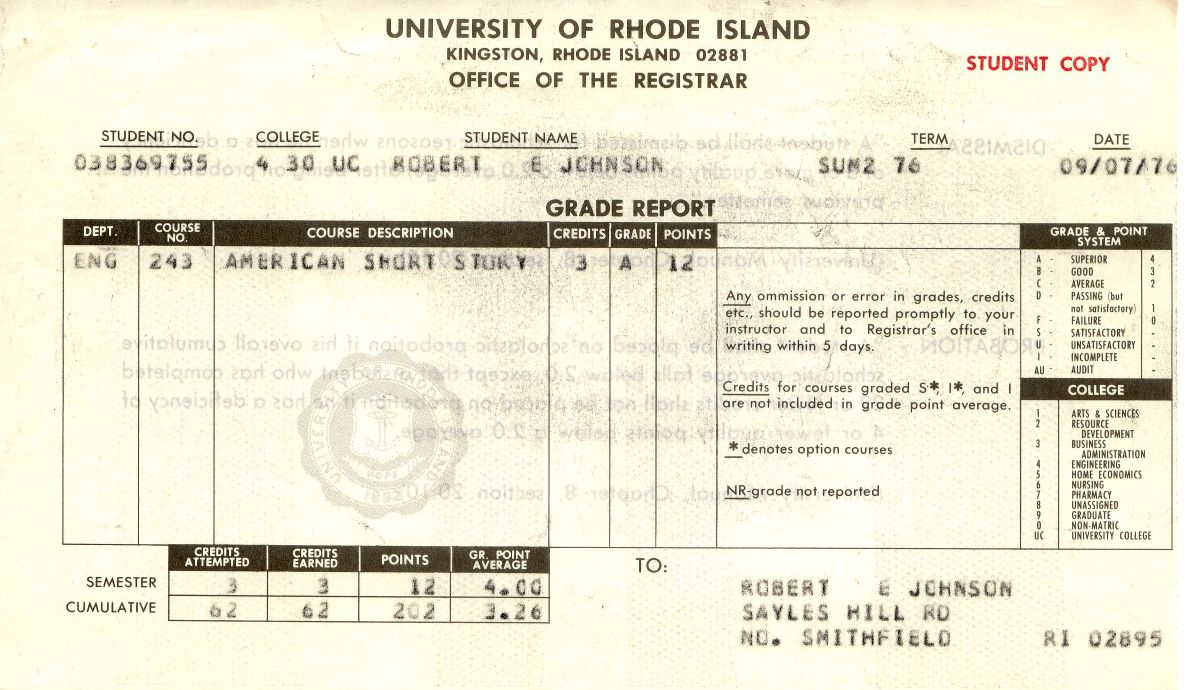 UNIVERSITY OF RHODE ISLAND
KINGSTON, RHODE ISLAND 02881
OFFICE OF THE REGISTRAR
STUDENT COPY
STUDENT NO. COLLEGE STUDENT NAME TERM DATE
038369755 4 30 UC ROBERT E JOHNSON SUM2 76 09/07/76
GRADE REPORT
DEPT. COURSE NO. COURSE DESCRIPTION CREDITS GRADE POINTS
ENG 243 AMERICAN SHORT STORY 3 A 12
Any ommission or error in grades, credits
etc., should be reported promptly to your
instructor and to Registrar's office in
writing within 5 days.
Credits for courses graded S*, I*, and I
are not included in grade point average.
* denotes option courses
NR-grade not reported
GRADE & POINT
SYSTEM
A - SUPERIOR 4
B - GOOD 3
C - AVERAGE 2
D - PASSING (but
not satisfactory) 1
F - FAILURE 0
S - SATISFACTORY -
U - UNSATISFACTORY -
I - INCOMPLETE -
AU - AUDIT -
COLLEGE
1 ARTS & SCIENCES
2 RESOURCE
DEVELOPMENT
3 BUSINESS
ADMINISTRATION
4 ENGINEERING
5 HOME ECONOMICS
6 NURSING
7 PHARMACY
8 UNASSIGNED
9 GRADUATE
0 NON-MATRIC
UC UNIVERSITY COLLEGE
CREDITS ATTEMPTED CREDITS EARNED POINTS GR. POINT AVERAGE
SEMESTER 3 3 12 4.00
CUMULATIVE 62 62 202 3.26
TO:
ROBERT E JOHNSON
SAYLES HILL RD
NO. SMITHFIELD RI 02895